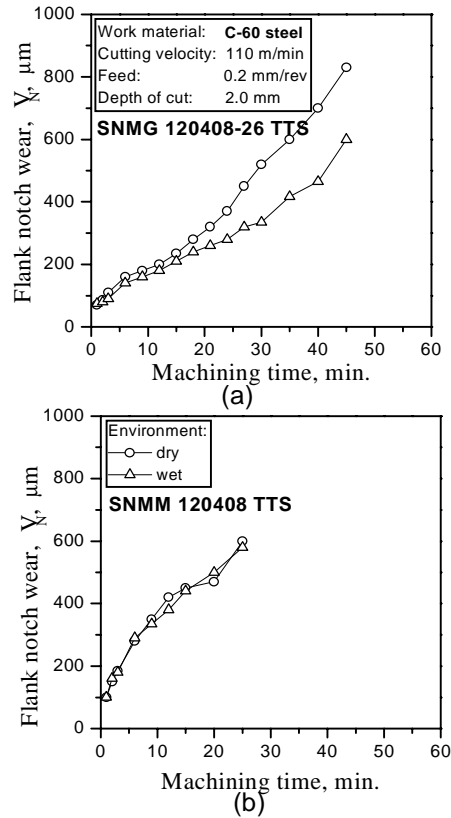 Work material: C-60 steel
Cutting velocity: 110 m/min
Feed: 0.2 mm/rev
Depth of cut: 2.0 mm
SNMG 120408-26 TTS
Flank notch wear, V_N, μm
1000
800
600
400
200
0
0 10 20 30 40 50 60
Machining time, min.
(a)
Environment:
dry
wet
SNMM 120408 TTS
Flank notch wear, V_N, μm
1000
800
600
400
200
0
0 10 20 30 40 50 60
Machining time, min.
(b)